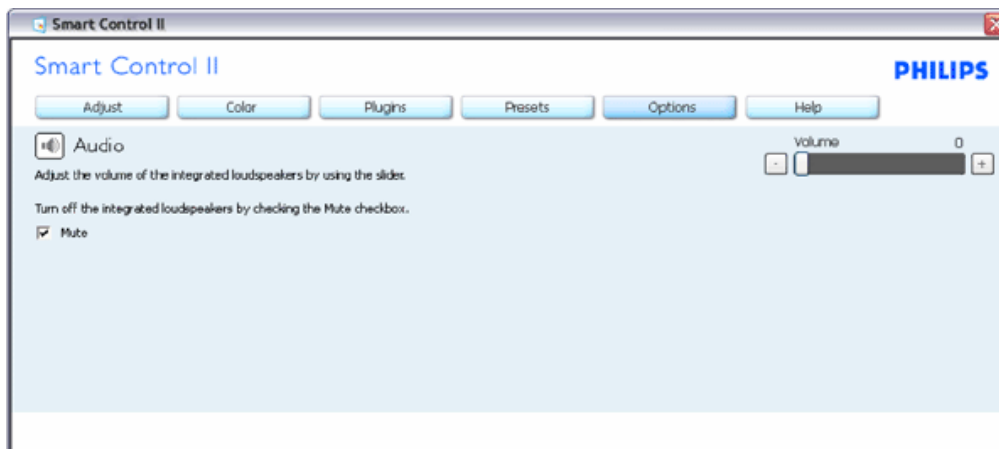 Smart Control II
Smart Control II
PHILIPS
Adjust Color Plugins Presets Options Help
Audio
Volume 0
- +
Adjust the volume of the integrated loudspeakers by using the slider.
Turn off the integrated loudspeakers by checking the Mute checkbox.
Mute